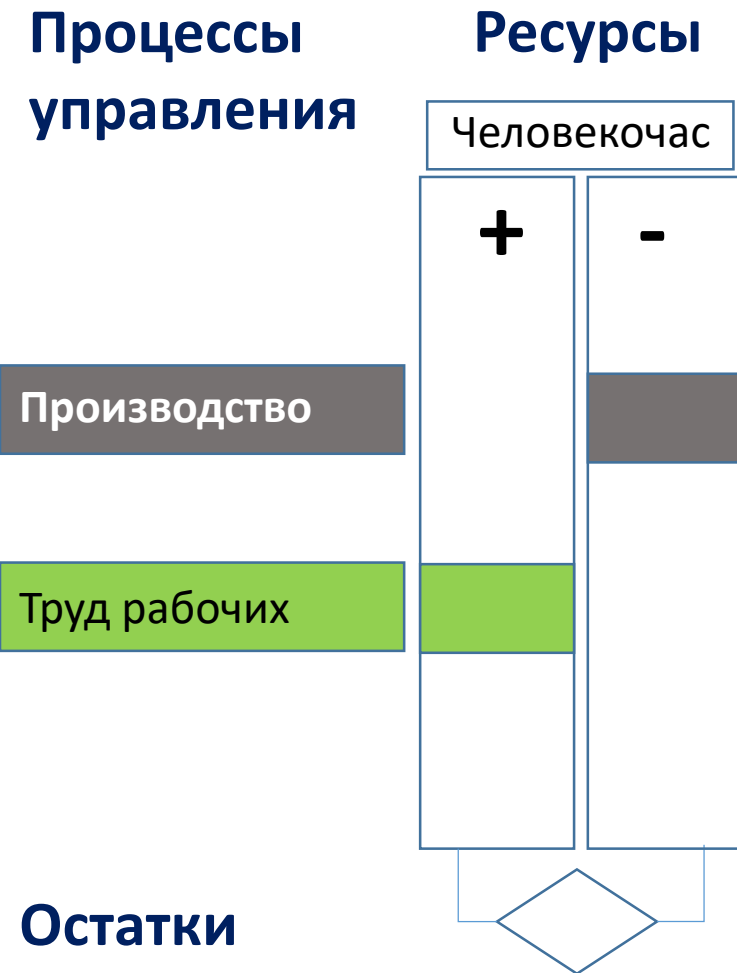 Процессы
управления
Ресурсы
Человекочас
+ -
Производство
Труд рабочих
Остатки